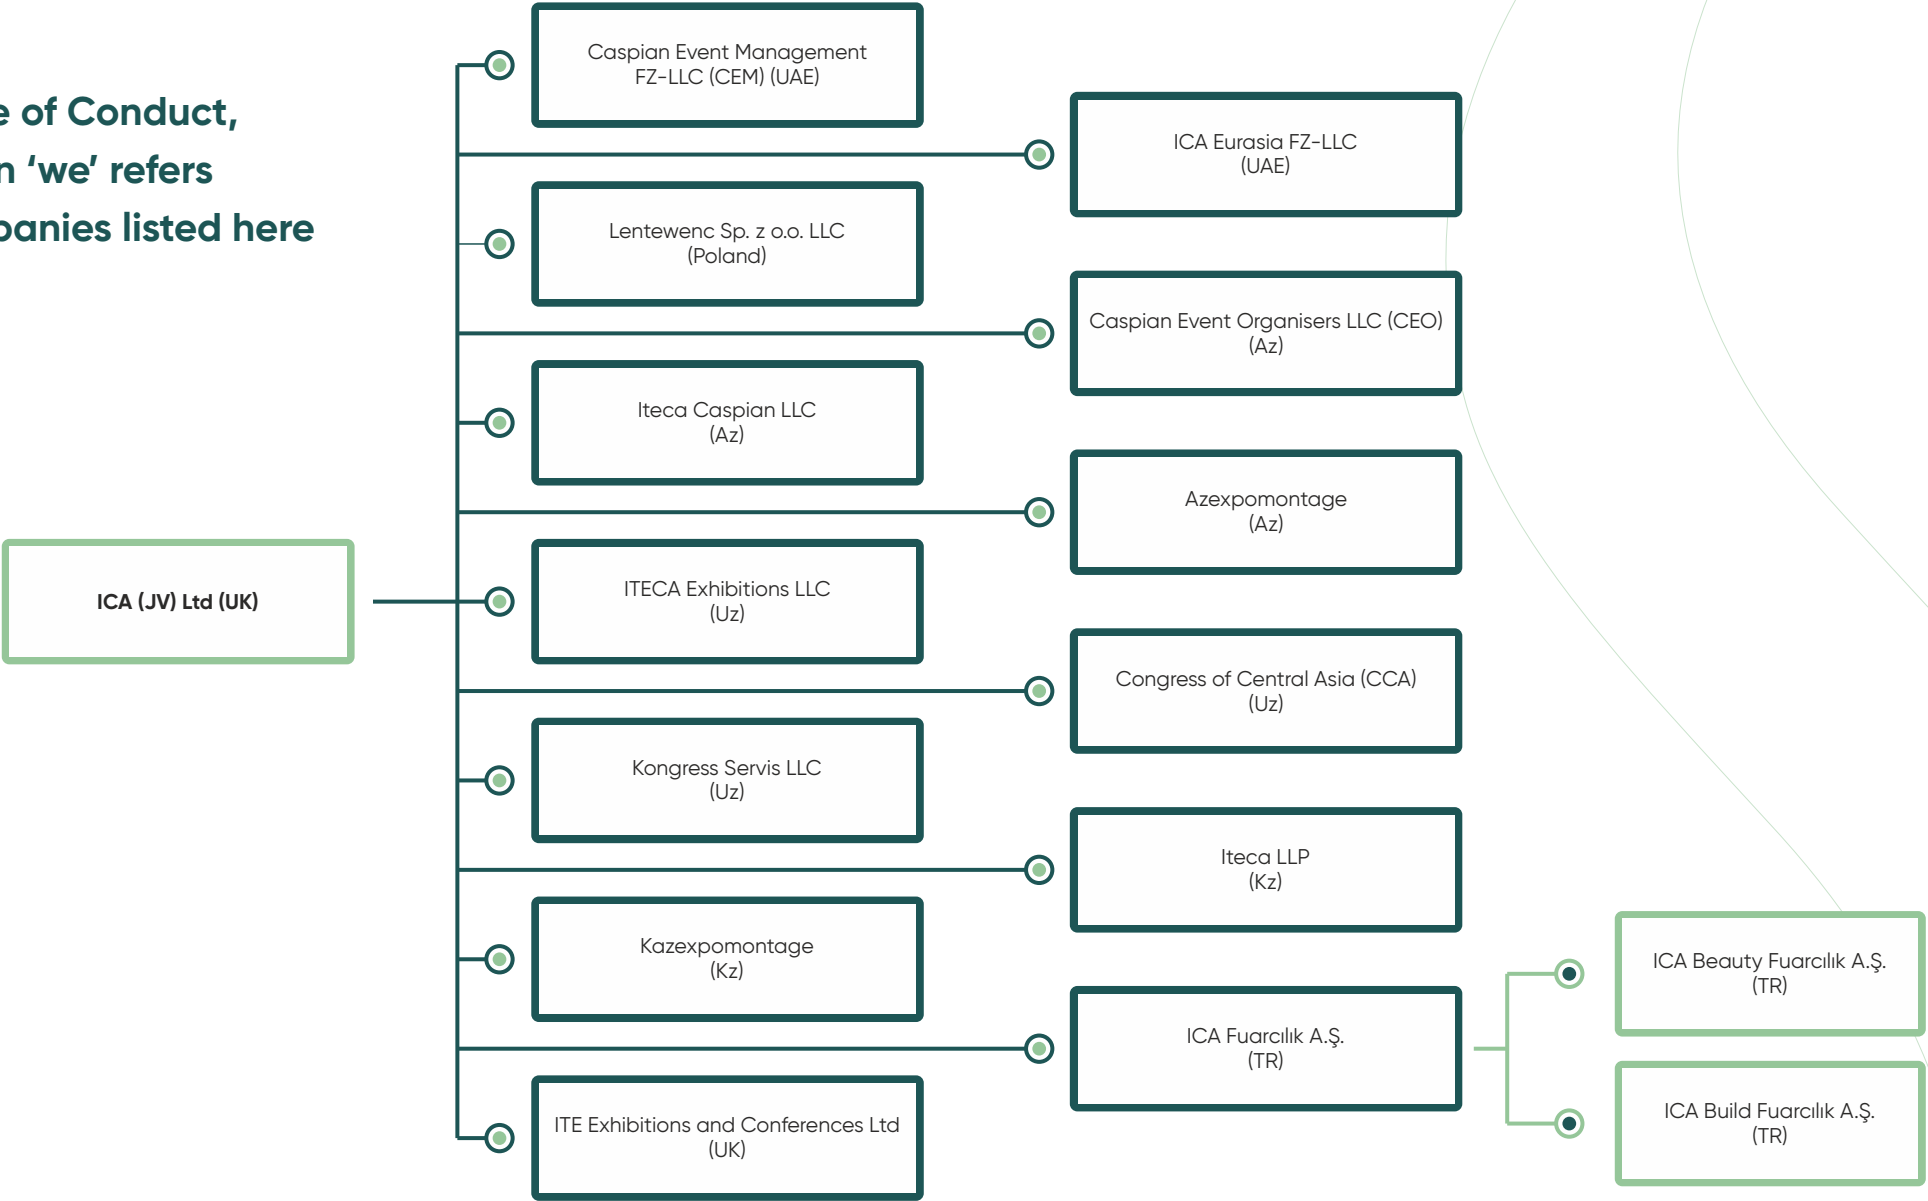 of Conduct,
‘we’ refers
listed here
ICA (JV) Ltd (UK)
Caspian Event Management
FZ-LLC (CEM) (UAE)
ICA Eurasia FZ-LLC
(UAE)
Lentewenc Sp. z o.o. LLC
(Poland)
Caspian Event Organisers LLC (CEO)
(Az)
Iteca Caspian LLC
(Az)
Azexpomontage
(Az)
ITECA Exhibitions LLC
(Uz)
Congress of Central Asia (CCA)
(Uz)
Kongress Servis LLC
(Uz)
Iteca LLP
(Kz)
Kazexpomontage
(Kz)
ICA Fuarcılık A.Ş.
(TR)
ITE Exhibitions and Conferences Ltd
(UK)
ICA Beauty Fuarcılık A.Ş.
(TR)
ICA Build Fuarcılık A.Ş.
(TR)